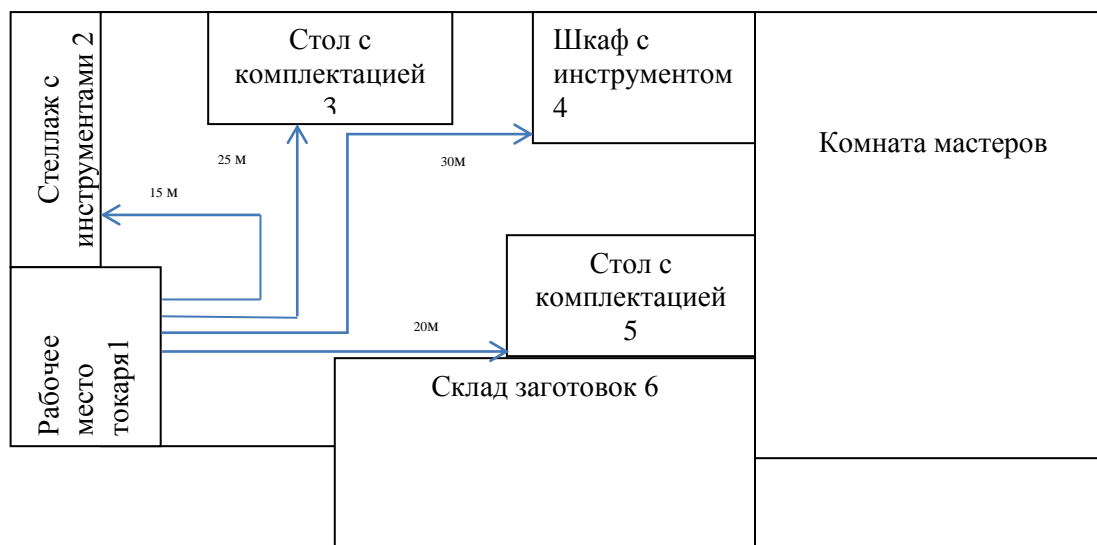 Стеллаж с
инструментами 2
Стол с
комплектацией
3
Шкаф с
инструментом
4
Комната мастеров
25 М
30М
15 М
Стол с
комплектацией
5
20М
Рабочее
место
токаря1
Склад заготовок 6